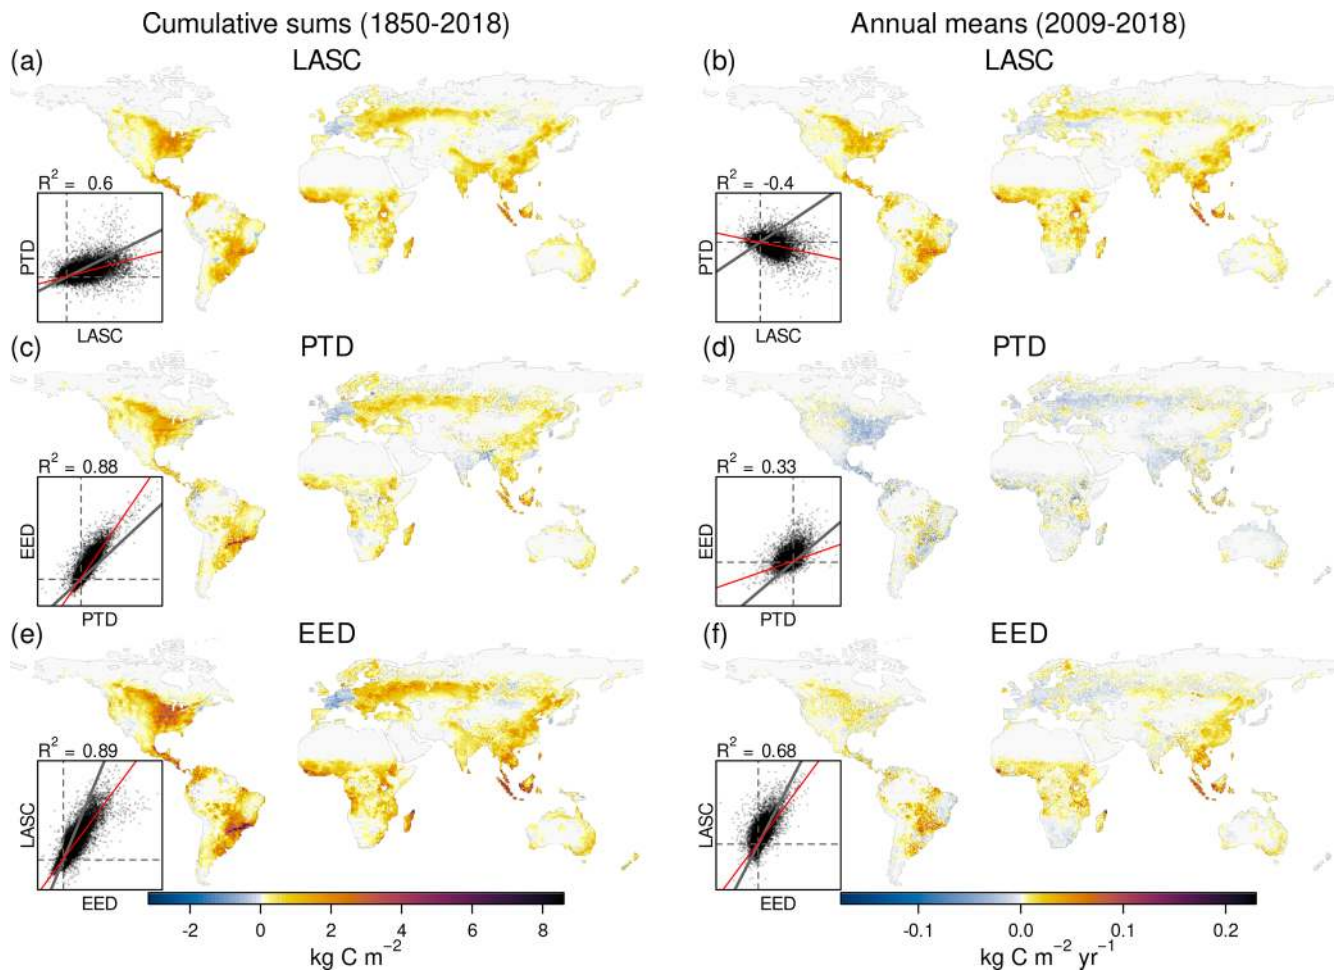 Cumulative sums (1850-2018)
Annual means (2009-2018)
(a)
LASC
R² = 0.6
PTD
LASC
(b)
LASC
R² = -0.4
PTD
LASC
(c)
PTD
R² = 0.88
EED
PTD
(d)
PTD
R² = 0.33
EED
PTD
(e)
EED
R² = 0.89
LASC
EED
(f)
EED
R² = 0.68
LASC
EED
-2 0 2 4 6 8
kg C m⁻²
-0.1 0.0 0.1 0.2
kg C m⁻² yr⁻¹